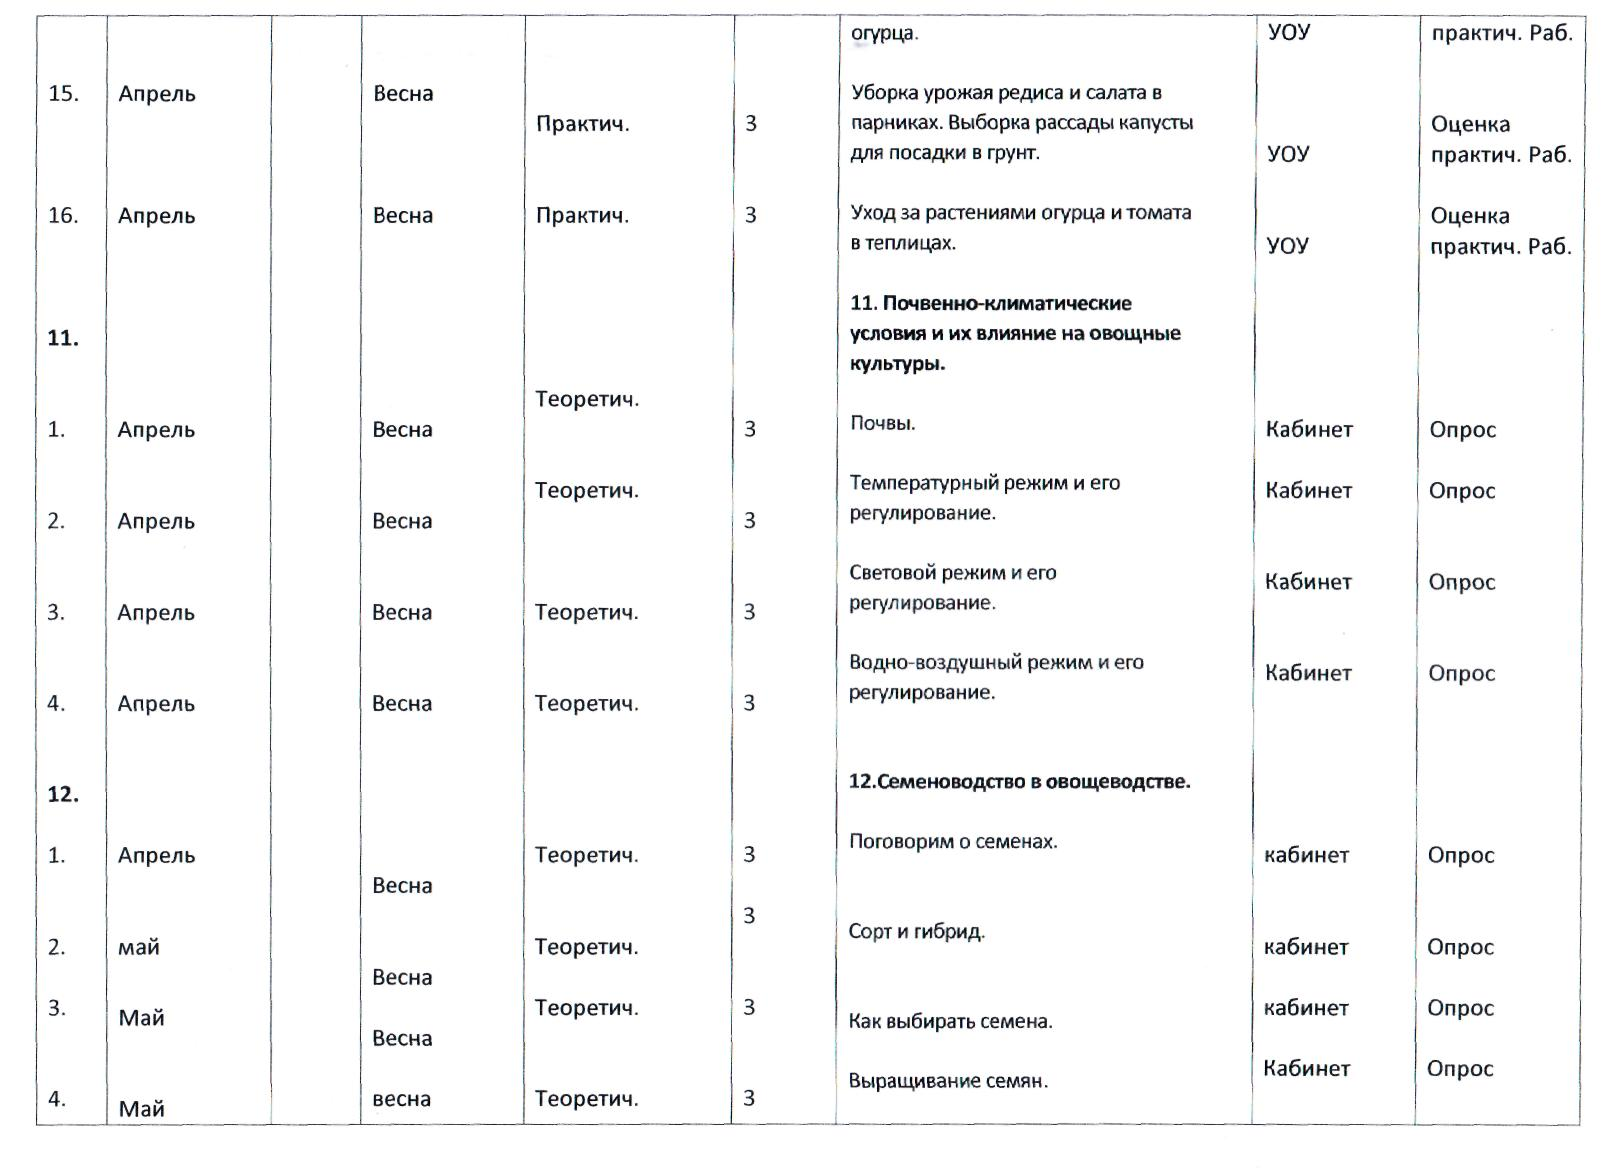 огурца. УОУ практич. Раб.
15. Апрель Весна Уборка урожая редиса и салата в
Практич. 3 парниках. Выборка рассады капусты Оценка
для посадки в грунт. УОУ практич. Раб.
16. Апрель Весна Практич. 3 Уход за растениями огурца и томата Оценка
в теплицах. УОУ практич. Раб.
11. Почвенно-климатические
11. условия и их влияние на овощные
культуры.
Теоретич.
1. Апрель Весна 3 Почвы. Кабинет Опрос
Теоретич. Температурный режим и его Кабинет Опрос
2. Апрель Весна 3 регулирование.
Световой режим и его Кабинет Опрос
3. Апрель Весна Теоретич. 3 регулирование.
Водно-воздушный режим и его Кабинет Опрос
4. Апрель Весна Теоретич. 3 регулирование.
12. 12.Семеноводство в овощеводстве.
1. Апрель Теоретич. 3 Поговорим о семенах. кабинет Опрос
Весна
3
2. май Теоретич. Сорт и гибрид. кабинет Опрос
Весна
3. Май Теоретич. 3 Как выбирать семена. кабинет Опрос
Весна
Кабинет Опрос
4. Май весна Теоретич. 3 Выращивание семян.